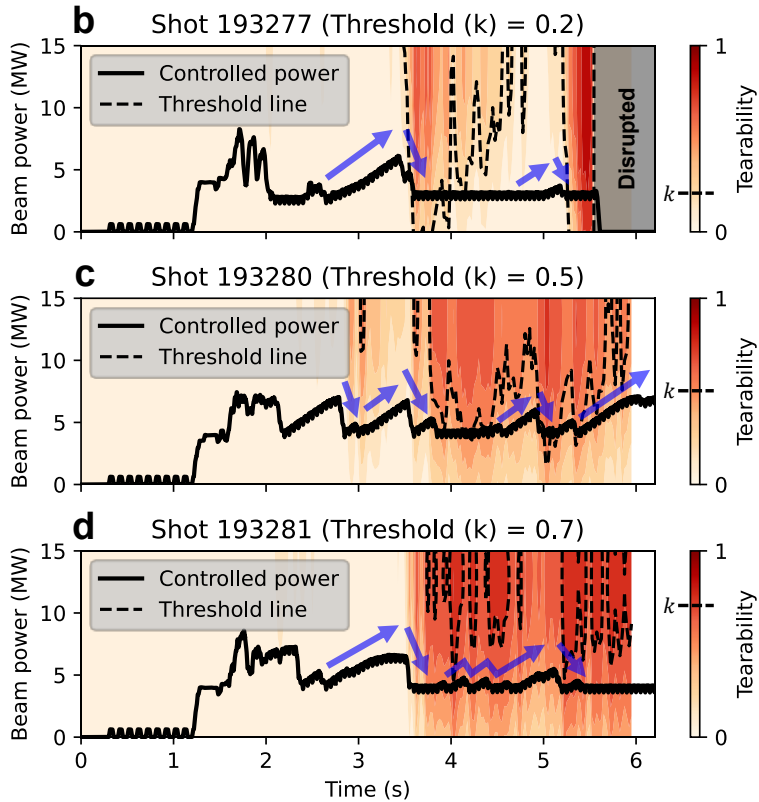 b Shot 193277 (Threshold (k) = 0.2)
Beam power (MW)
15
10
5
0
Controlled power
Threshold line
Disrupted
1
k
0
Tearability
c Shot 193280 (Threshold (k) = 0.5)
Beam power (MW)
15
10
5
0
Controlled power
Threshold line
1
k
0
Tearability
d Shot 193281 (Threshold (k) = 0.7)
Beam power (MW)
15
10
5
0
Controlled power
Threshold line
1
k
0
Tearability
0 1 2 3 4 5 6
Time (s)